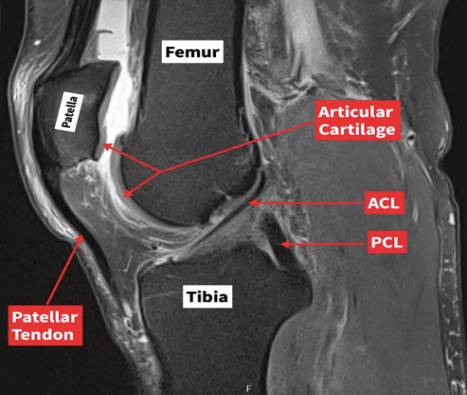 Femur
Patella
Articular
Cartilage
ACL
PCL
Tibia
Patellar
Tendon
F